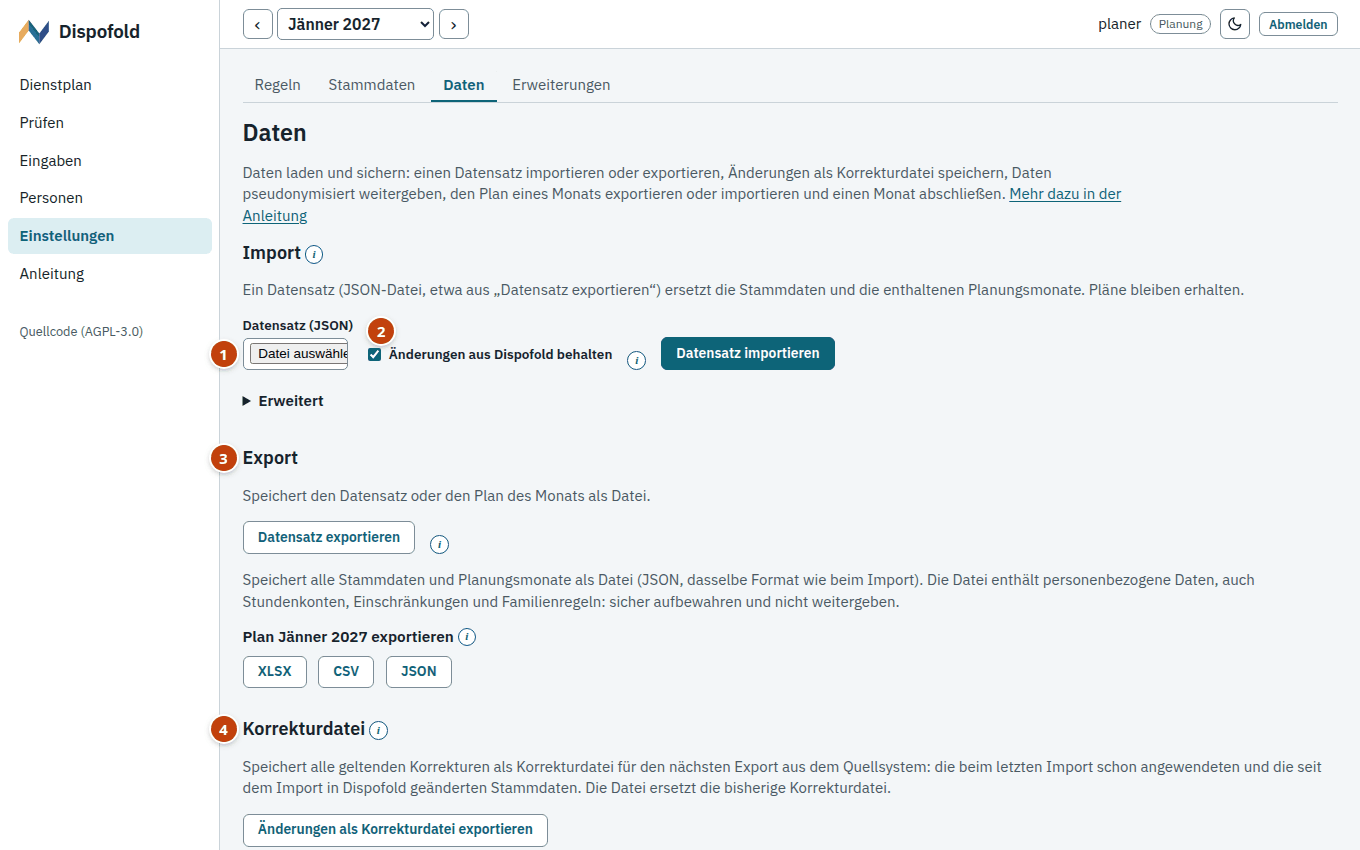 Dispofold
‹ Jänner 2027 ›
planer Planung Abmelden
Dienstplan
Prüfen
Eingaben
Personen
Einstellungen
Anleitung
Quellcode (AGPL-3.0)
Regeln Stammdaten Daten Erweiterungen
Daten
Daten laden und sichern: einen Datensatz importieren oder exportieren, Änderungen als Korrekturdatei speichern, Daten
pseudonymisiert weitergeben, den Plan eines Monats exportieren oder importieren und einen Monat abschließen. Mehr dazu in der
Anleitung
Import i
Ein Datensatz (JSON-Datei, etwa aus „Datensatz exportieren“) ersetzt die Stammdaten und die enthaltenen Planungsmonate. Pläne bleiben erhalten.
Datensatz (JSON)
2
1 Datei auswähle Änderungen aus Dispofold behalten i Datensatz importieren
Erweitert
3 Export
Speichert den Datensatz oder den Plan des Monats als Datei.
Datensatz exportieren i
Speichert alle Stammdaten und Planungsmonate als Datei (JSON, dasselbe Format wie beim Import). Die Datei enthält personenbezogene Daten, auch
Stundenkonten, Einschränkungen und Familienregeln: sicher aufbewahren und nicht weitergeben.
Plan Jänner 2027 exportieren i
XLSX CSV JSON
4 Korrekturdatei i
Speichert alle geltenden Korrekturen als Korrekturdatei für den nächsten Export aus dem Quellsystem: die beim letzten Import schon angewendeten und die seit
dem Import in Dispofold geänderten Stammdaten. Die Datei ersetzt die bisherige Korrekturdatei.
Änderungen als Korrekturdatei exportieren